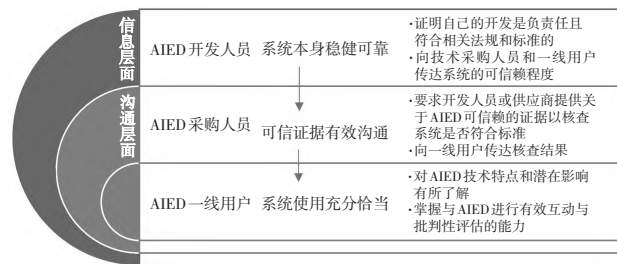 信息层面
沟通层面
AIED开发人员
系统本身稳健可靠
·证明自己的开发是负责任且
符合相关法规和标准的
·向技术采购人员和一线用户
传达系统的可信赖程度
AIED采购人员
可信证据有效沟通
·要求开发人员或供应商提供关
于AIED可信赖的证据以核查
系统是否符合标准
·向一线用户传达核查结果
AIED一线用户
系统使用充分恰当
·对AIED技术特点和潜在影响
有所了解
·掌握与AIED进行有效互动与
批判性评估的能力